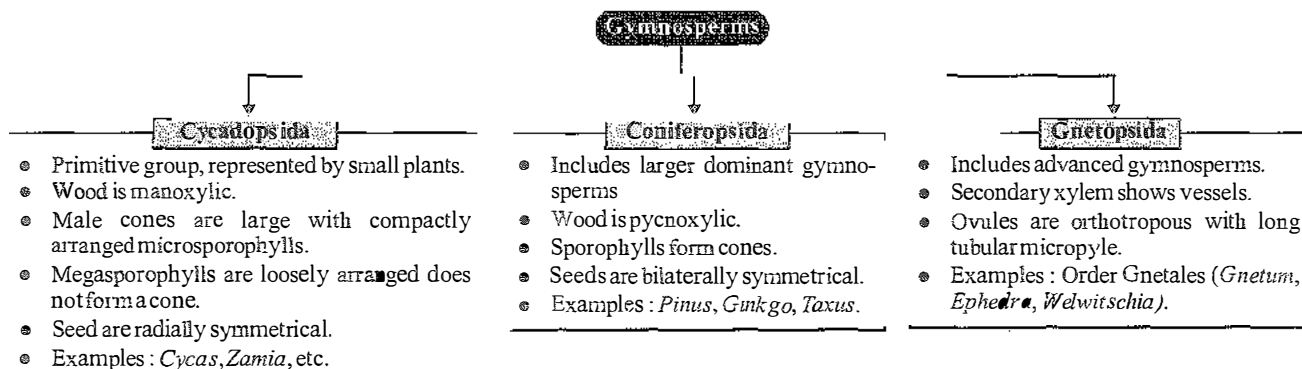 Gymnosperms
Cycadopsida
Primitive group, represented by small plants.
Wood is manoxylic.
Male cones are large with compactly
arranged microsporophylls.
Megasporophylls are loosely arranged does
not form a cone.
Seed are radially symmetrical.
Examples : Cycas, Zamia, etc.
Coniferopsida
Includes larger dominant gymno-
sperms
Wood is pycnoxylic.
Sporophylls form cones.
Seeds are bilaterally symmetrical.
Examples : Pinus, Ginkgo, Taxus.
Gnetopsida
Includes advanced gymnosperms.
Secondary xylem shows vessels.
Ovules are orthotropous with long
tubular micropyle.
Examples : Order Gnetales (Gnetum,
Ephedra, Welwitschia).